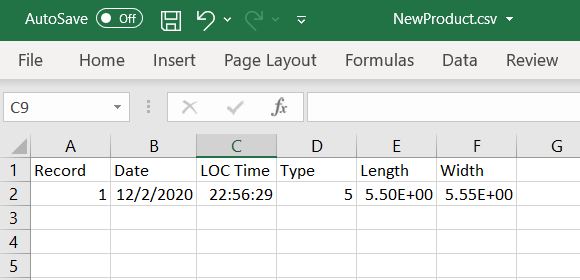 AutoSave Off NewProduct.csv
File Home Insert Page Layout Formulas Data Review
C9 fx
A B C D E F G
1 Record Date LOC Time Type Length Width
2 1 12/2/2020 22:56:29 5 5.50E+00 5.55E+00
3
4
5